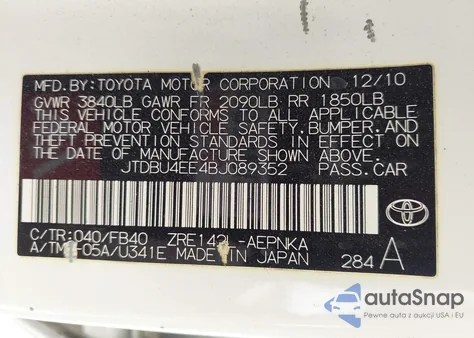 MFD.BY:TOYOTA MOTOR CORPORATION 12/10
GVWR 3840LB GAWR FR 2090LB RR 1850LB
THIS VEHICLE CONFORMS TO ALL APPLICABLE
FEDERAL MOTOR VEHICLE SAFETY, BUMPER, AND
THEFT PREVENTION STANDARDS IN EFFECT ON
THE DATE OF MANUFACTURE SHOWN ABOVE.
JTDBU4EE4BJ089352 PASS.CAR
C/TR:040/FB40 ZRE142L-AEPNKA
A/TM:-05A/U341E MADE IN JAPAN 284 A
TOYOTA
autoSnap
Pewne auta z aukcji USA i EU